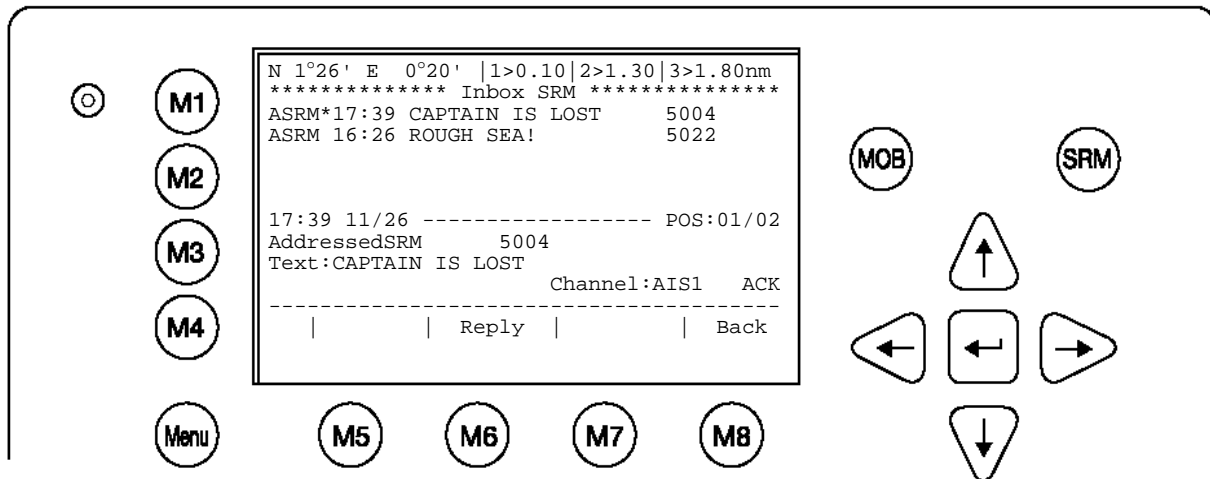 N 1°26' E 0°20' |1>0.10|2>1.30|3>1.80nm
************** Inbox SRM ***************
ASRM*17:39 CAPTAIN IS LOST 5004
ASRM 16:26 ROUGH SEA! 5022
17:39 11/26 ------------------ POS:01/02
AddressedSRM 5004
Text:CAPTAIN IS LOST
Channel:AIS1 ACK
----------------------------------------
| | Reply | | Back
M1
M2
M3
M4
Menu
M5
M6
M7
M8
MOB
SRM